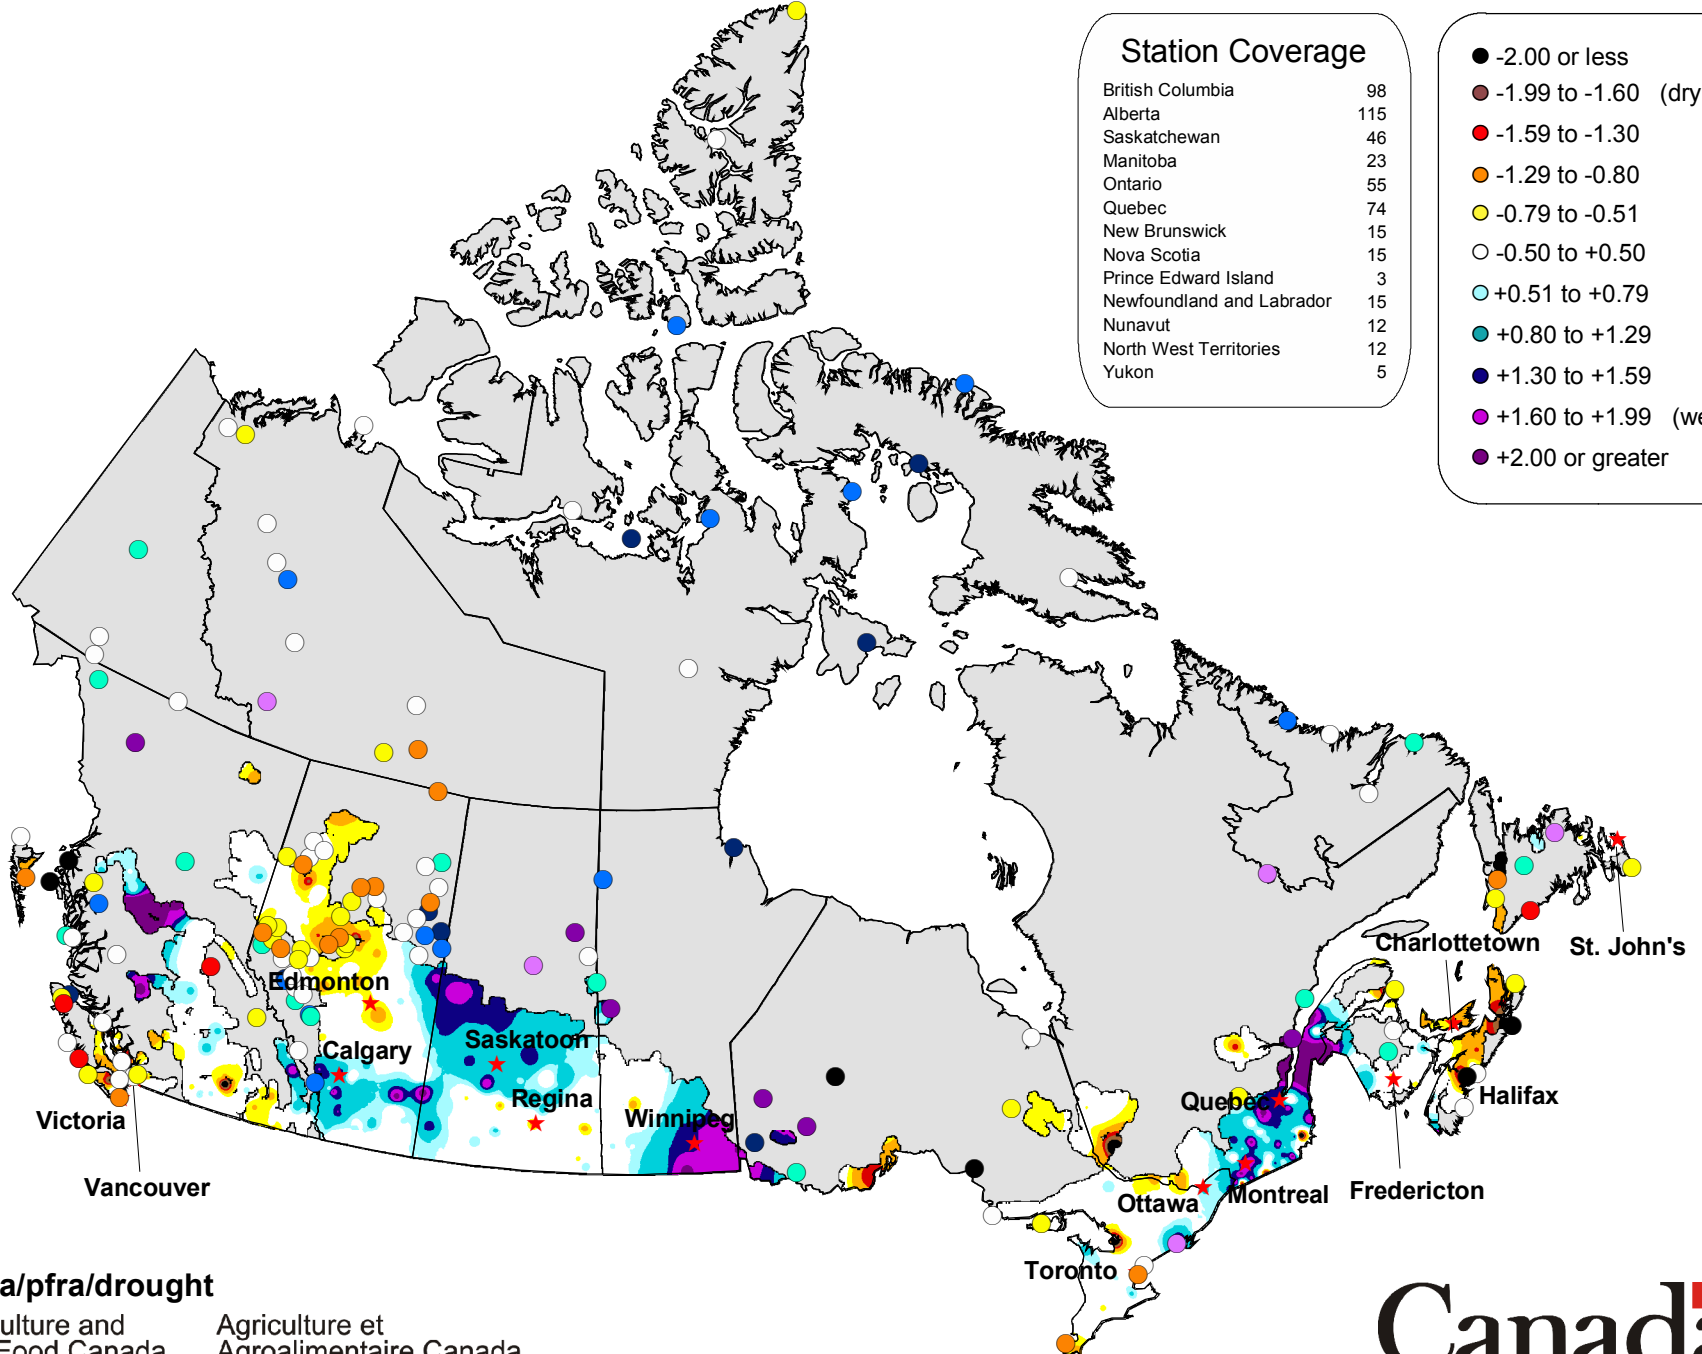 Station Coverage
British Columbia 98
Alberta 115
Saskatchewan 46
Manitoba 23
Ontario 55
Quebec 74
New Brunswick 15
Nova Scotia 15
Prince Edward Island 3
Newfoundland and Labrador 15
Nunavut 12
North West Territories 12
Yukon 5
-2.00 or less
-1.99 to -1.60 (dry
-1.59 to -1.30
-1.29 to -0.80
-0.79 to -0.51
-0.50 to +0.50
+0.51 to +0.79
+0.80 to +1.29
+1.30 to +1.59
+1.60 to +1.99 (we
+2.00 or greater
Charlottetown
St. John's
Edmonton
Saskatoon
Calgary
Regina
Winnipeg
Quebec
Halifax
Victoria
Vancouver
Ottawa
Montreal
Fredericton
Toronto
a/pfra/drought
ulture and
Food Canada
Agriculture et
Agroalimentaire Canada
Canada